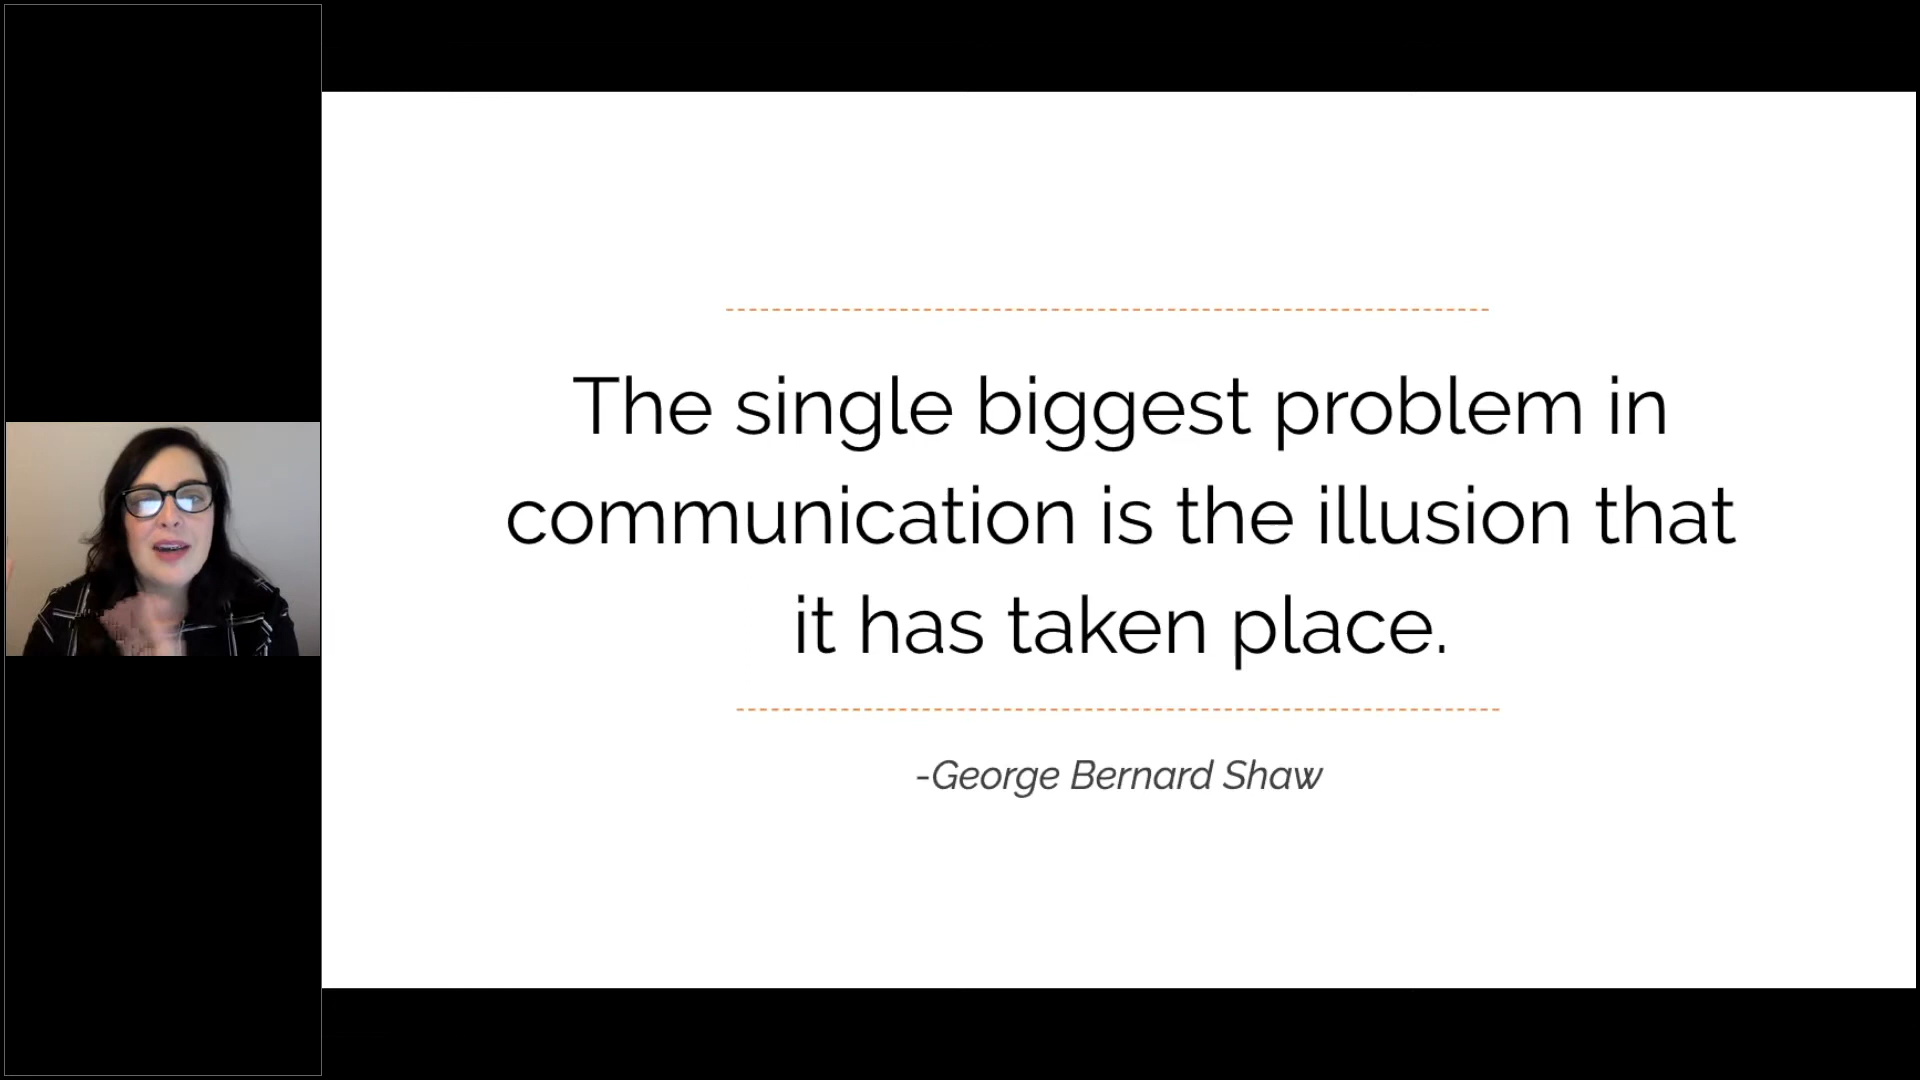 The single biggest problem in
communication is the illusion that
it has taken place.
-George Bernard Shaw